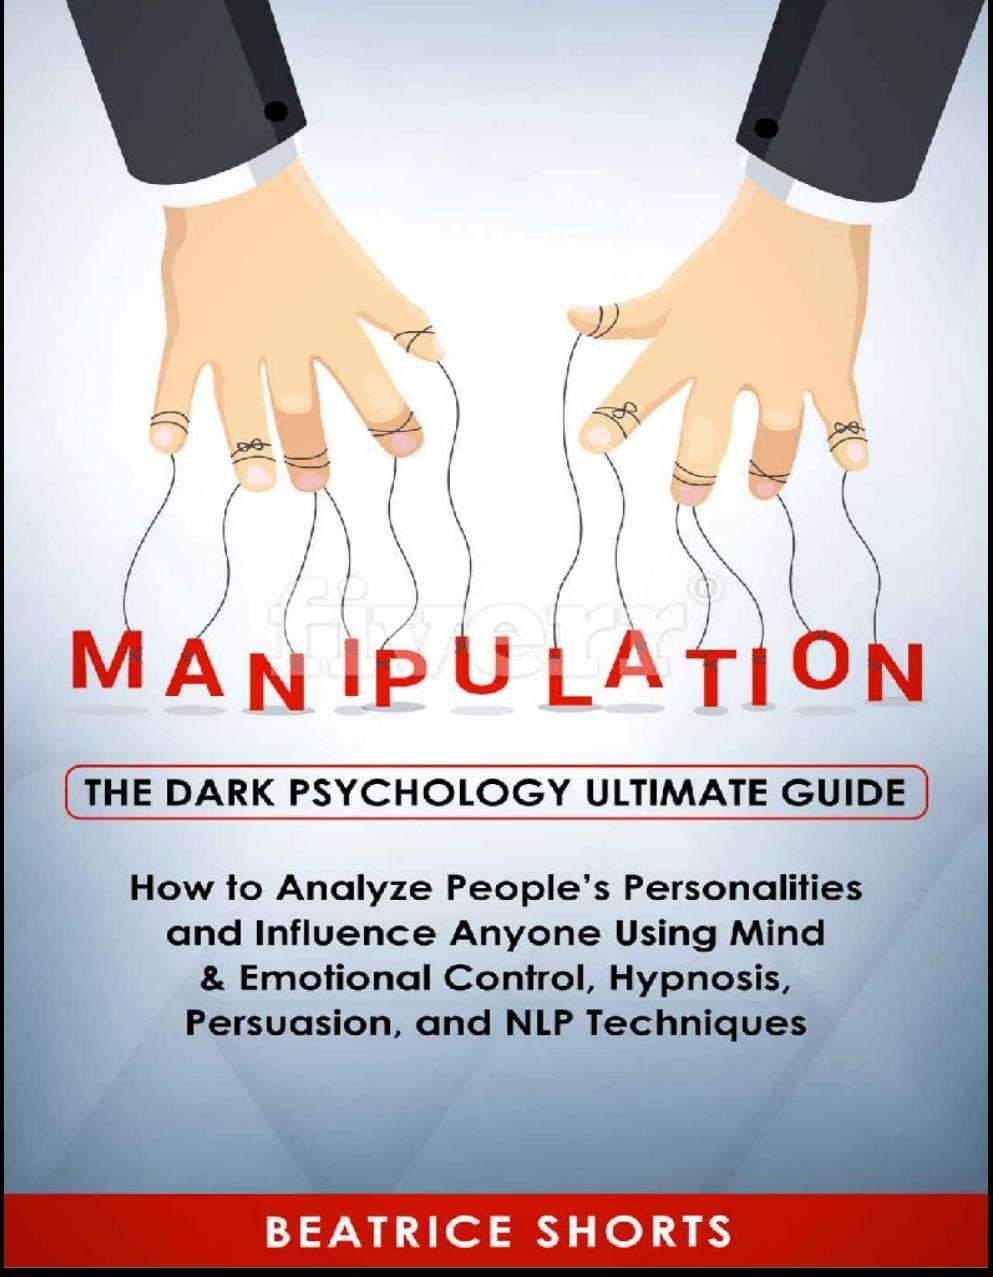 fiverr®
MANIPULATION
THE DARK PSYCHOLOGY ULTIMATE GUIDE
How to Analyze People's Personalities
and Influence Anyone Using Mind
& Emotional Control, Hypnosis,
Persuasion, and NLP Techniques
BEATRICE SHORTS